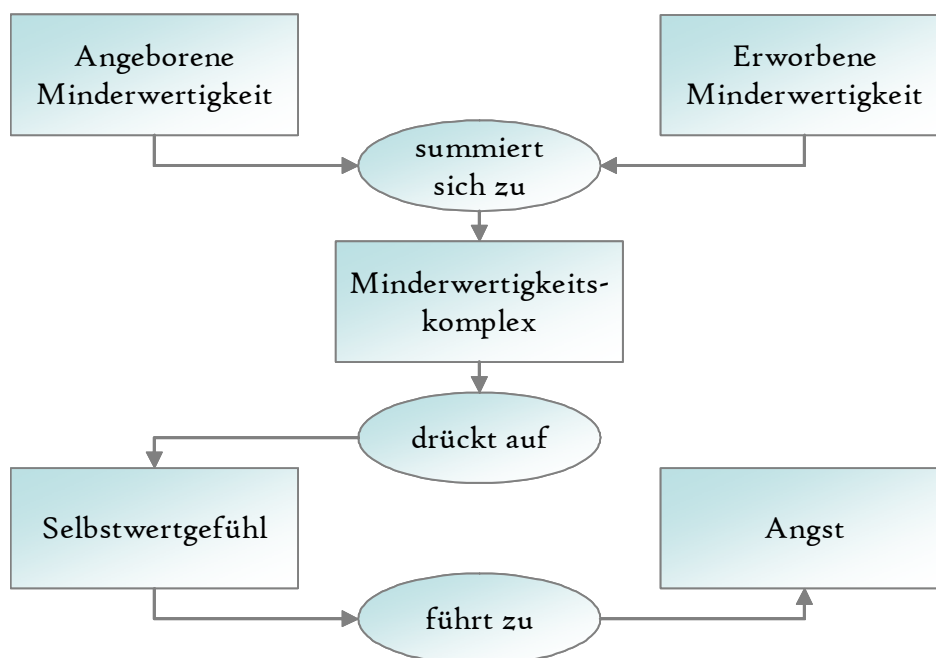 Angeborene
Minderwertigkeit
Erworbene
Minderwertigkeit
summiert
sich zu
Minderwertigkeits-
komplex
drückt auf
Selbstwertgefühl
Angst
führt zu